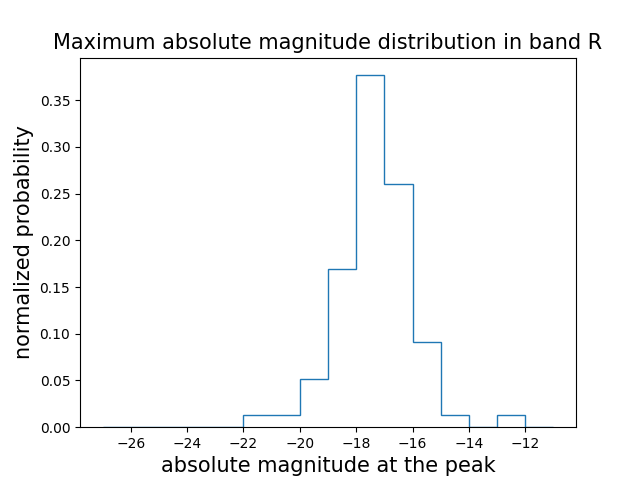 Maximum absolute magnitude distribution in band R
normalized probability
0.35
0.30
0.25
0.20
0.15
0.10
0.05
0.00
−26 −24 −22 −20 −18 −16 −14 −12
absolute magnitude at the peak